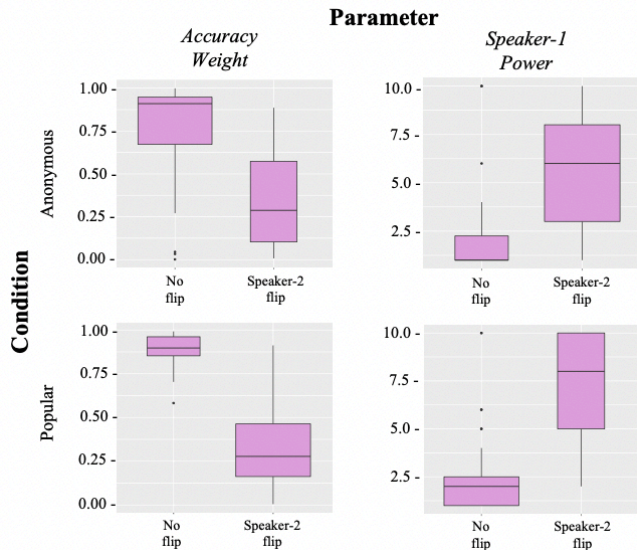 Parameter
Accuracy
Weight
Speaker-1
Power
Condition
Anonymous
1.00
0.75
0.50
0.25
0.00
No
flip
Speaker-2
flip
10.0
7.5
5.0
2.5
No
flip
Speaker-2
flip
Popular
1.00
0.75
0.50
0.25
0.00
No
flip
Speaker-2
flip
10.0
7.5
5.0
2.5
No
flip
Speaker-2
flip